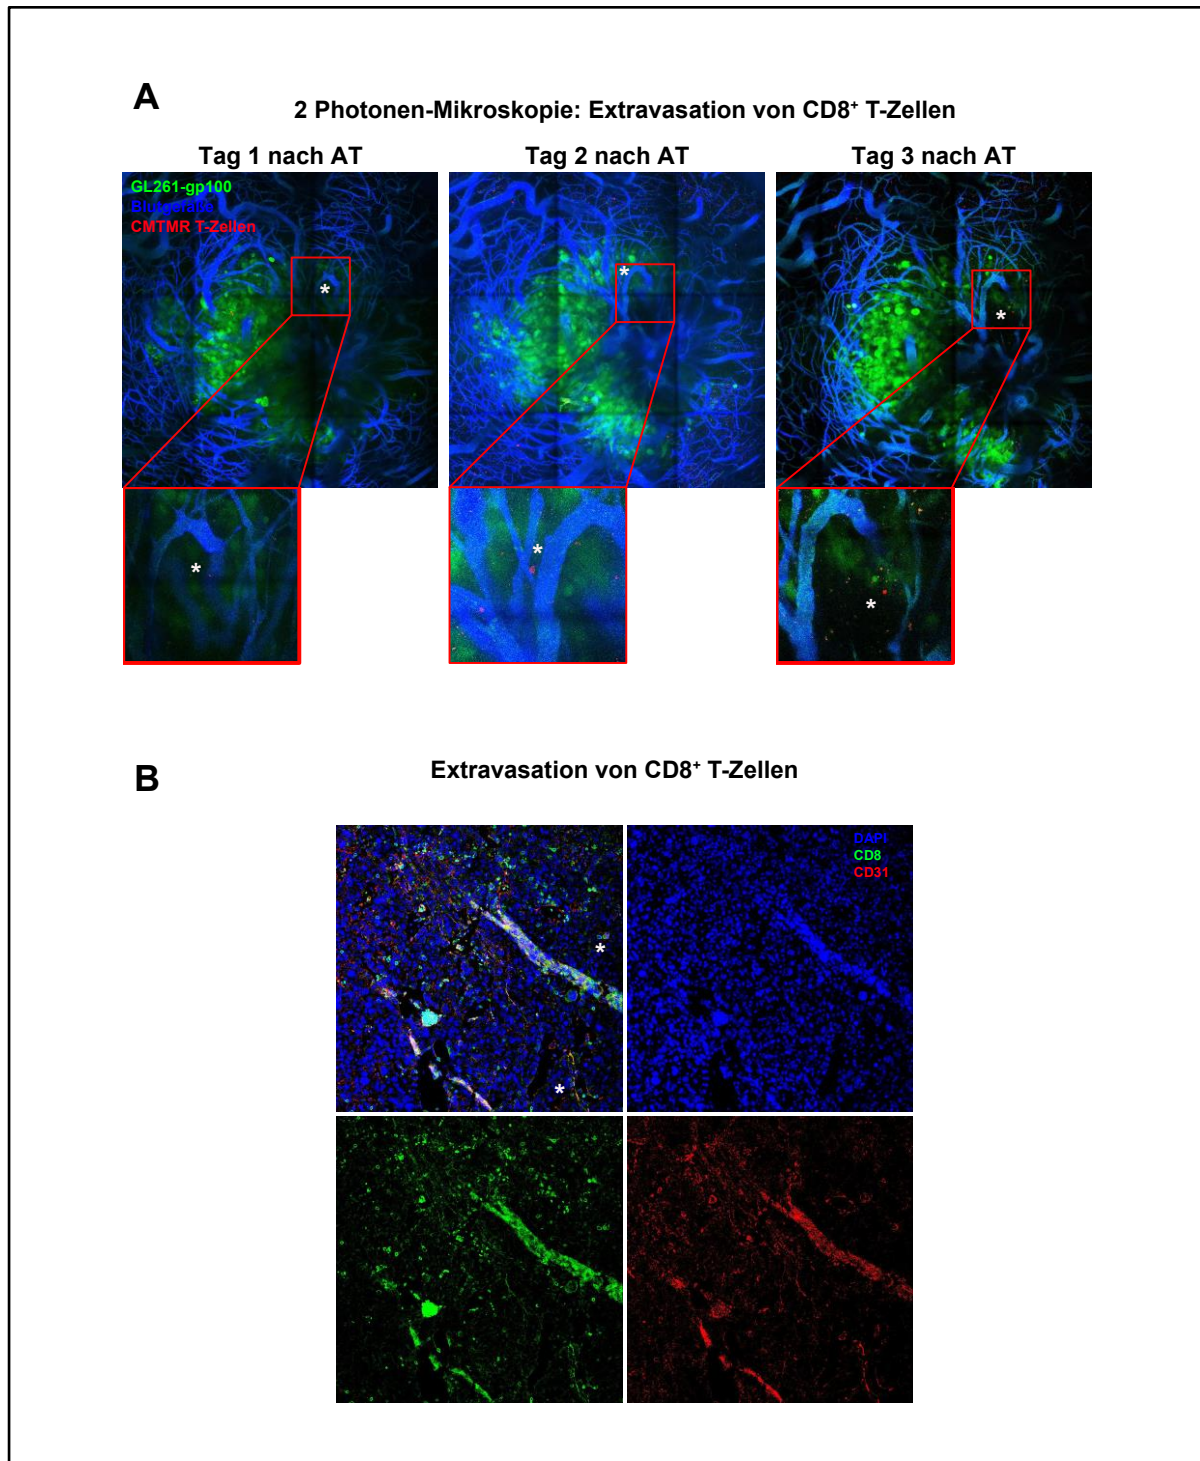 A
2 Photonen-Mikroskopie: Extravasation von CD8⁺ T-Zellen
Tag 1 nach AT
Tag 2 nach AT
Tag 3 nach AT
GL261-gp100
Blutgefäße
CMTMR T-Zellen
*
*
*
*
*
*
B
Extravasation von CD8⁺ T-Zellen
DAPI
CD8
CD31
*
*